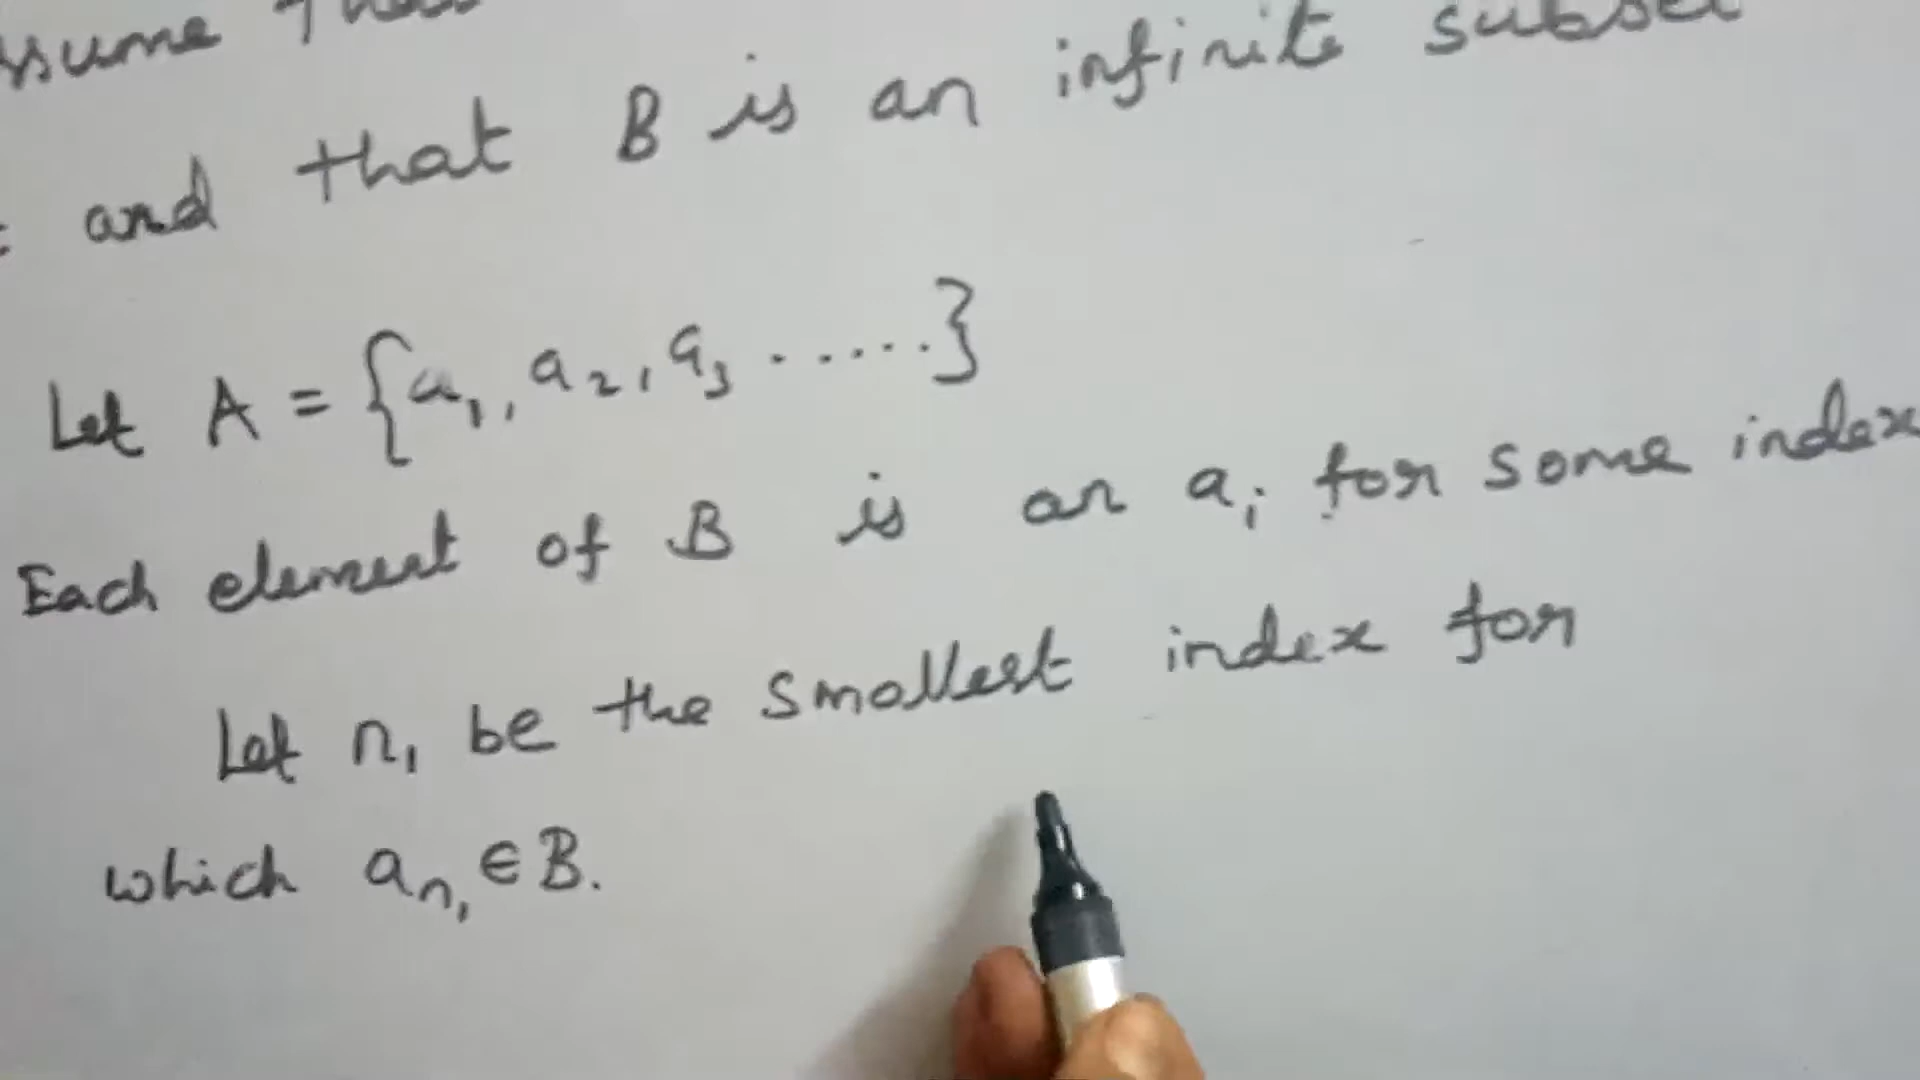 and that B is an infinite subset
Let A = {a₁, a₂, a₃ ......}
Each element of B is an aᵢ for some index
Let n₁ be the smallest index for
which aₙ₁ ∈ B.